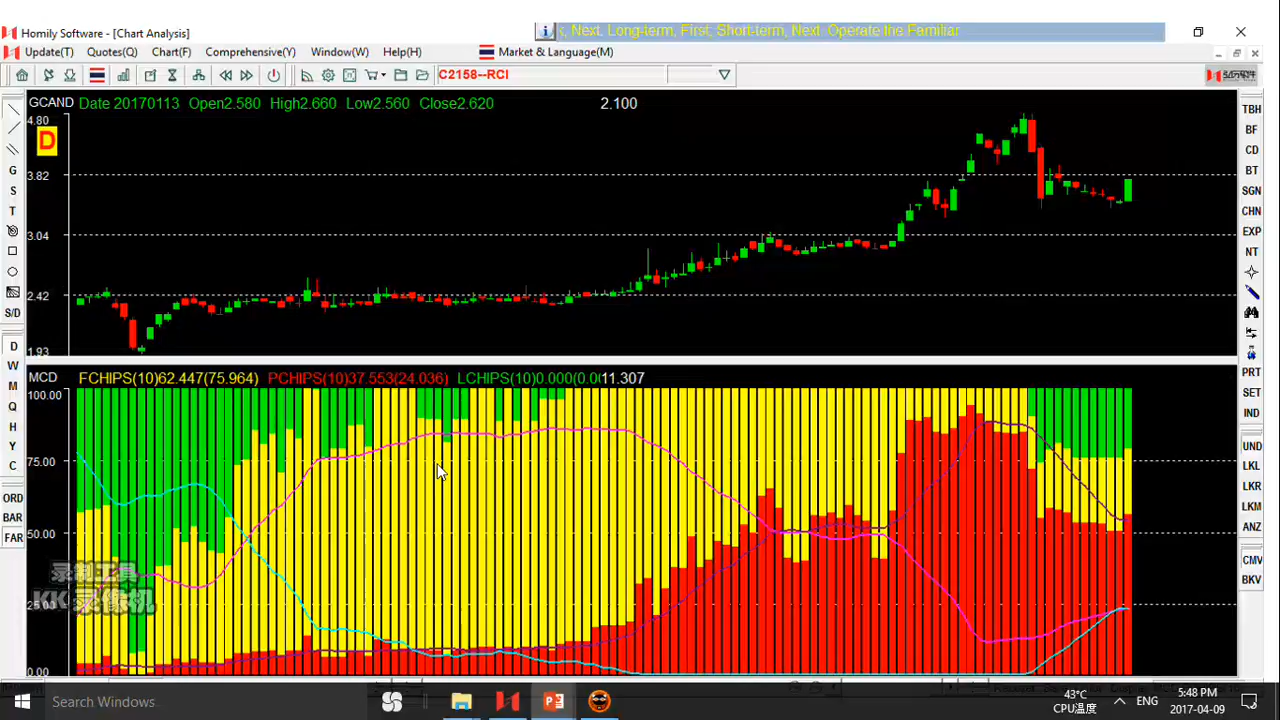 Homily Software - [Chart Analysis]
, Next, Long-term, First, Short-term, Next. Operate the Familiar
Update(T) Quotes(Q) Chart(F) Comprehensive(Y) Window(W) Help(H) Market & Language(M)
C2158--RCI
GCAND Date 20170113 Open2.580 High2.660 Low2.560 Close2.620 2.100
4.80
D
3.82
3.04
2.42
1.93
MCD FCHIPS(10)62.447(75.964) PCHIPS(10)37.553(24.036) LCHIPS(10)0.000(0.00 11.307
100.00
75.00
50.00
25.00
0.00
录制工具
KK 录像机
G
S
T
S/D
D
W
M
Q
H
Y
C
ORD
BAR
FAR
TBH
BF
CD
BT
SGN
CHN
EXP
NT
PRT
SET
IND
UND
LKL
LKR
LKM
ANZ
CMV
BKV
Search Windows
43℃
CPU温度
ENG
5:48 PM
2017-04-09